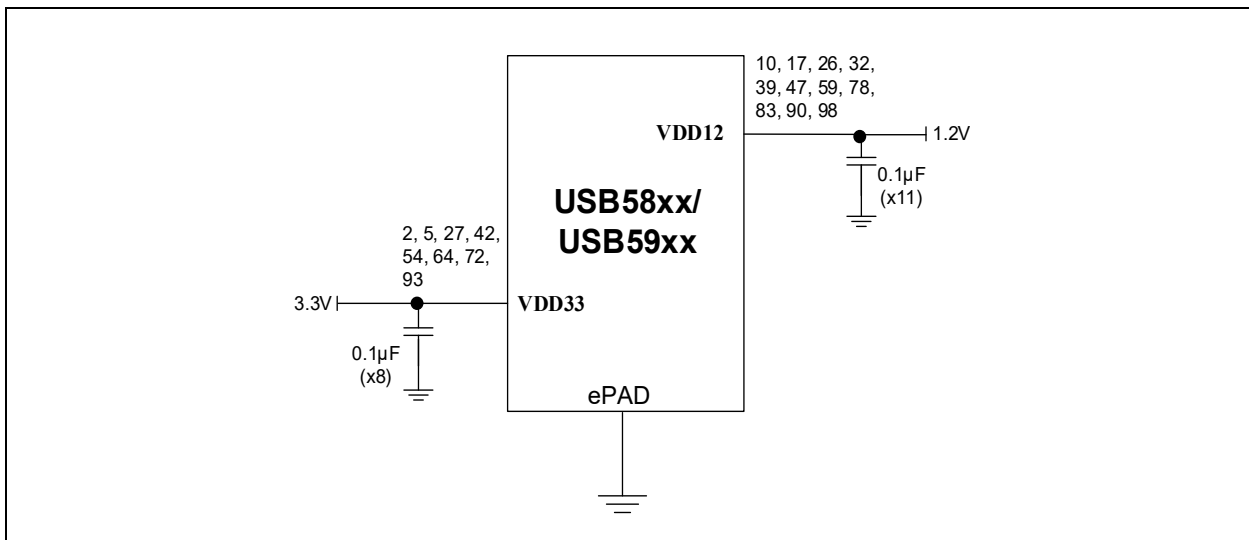 10, 17, 26, 32,
39, 47, 59, 78,
83, 90, 98
VDD12
1.2V
0.1µF
(x11)
USB58xx/
USB59xx
2, 5, 27, 42,
54, 64, 72,
93
3.3V
VDD33
0.1µF
(x8)
ePAD